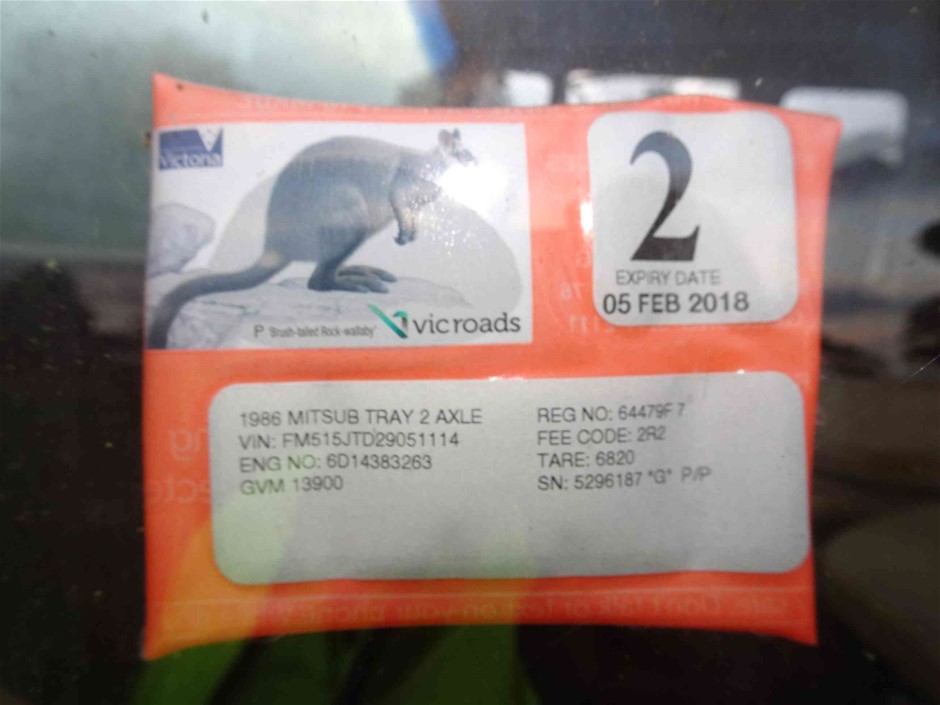 Victoria
2
EXPIRY DATE
05 FEB 2018
P 'Brush-tailed Rock-wallaby'
vicroads
1986 MITSUB TRAY 2 AXLE
VIN: FM515JTD29051114
ENG NO: 6D14383263
GVM 13900
REG NO: 64479F 7
FEE CODE: 2R2
TARE: 6820
SN: 5296187 "G" P/P